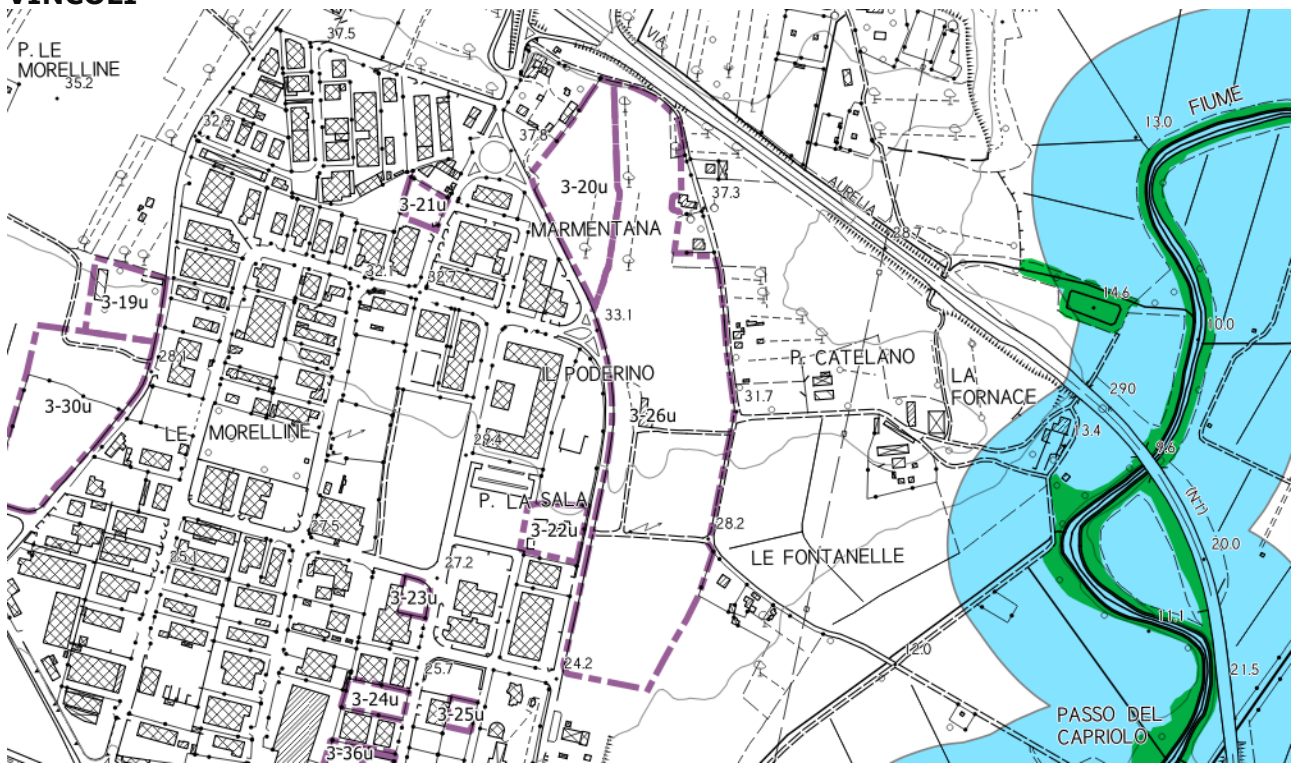 VINCOLI
P. LE
MORELLINE
35.2
37.5
VIA
FIUME
13.0
32.9
37.8
3-20u
37.3
3-21u
MARMENTANA
AURELIA
28.7
32.1
32.7
3-19u
14.6
33.1
10.0
28.1
P. CATELANO
IL PODERINO
LA
FORNACE
290
3-30u
31.7
3-26u
LE MORELLINE
29.4
13.4
9.6
(N.1)
P. LA SALA
27.5
3-22u
28.2
20.0
LE FONTANELLE
27.2
3-23u
11.1
12.0
24.2
25.7
21.5
3-24u
3-25u
PASSO DEL
CAPRIOLO
3-36u